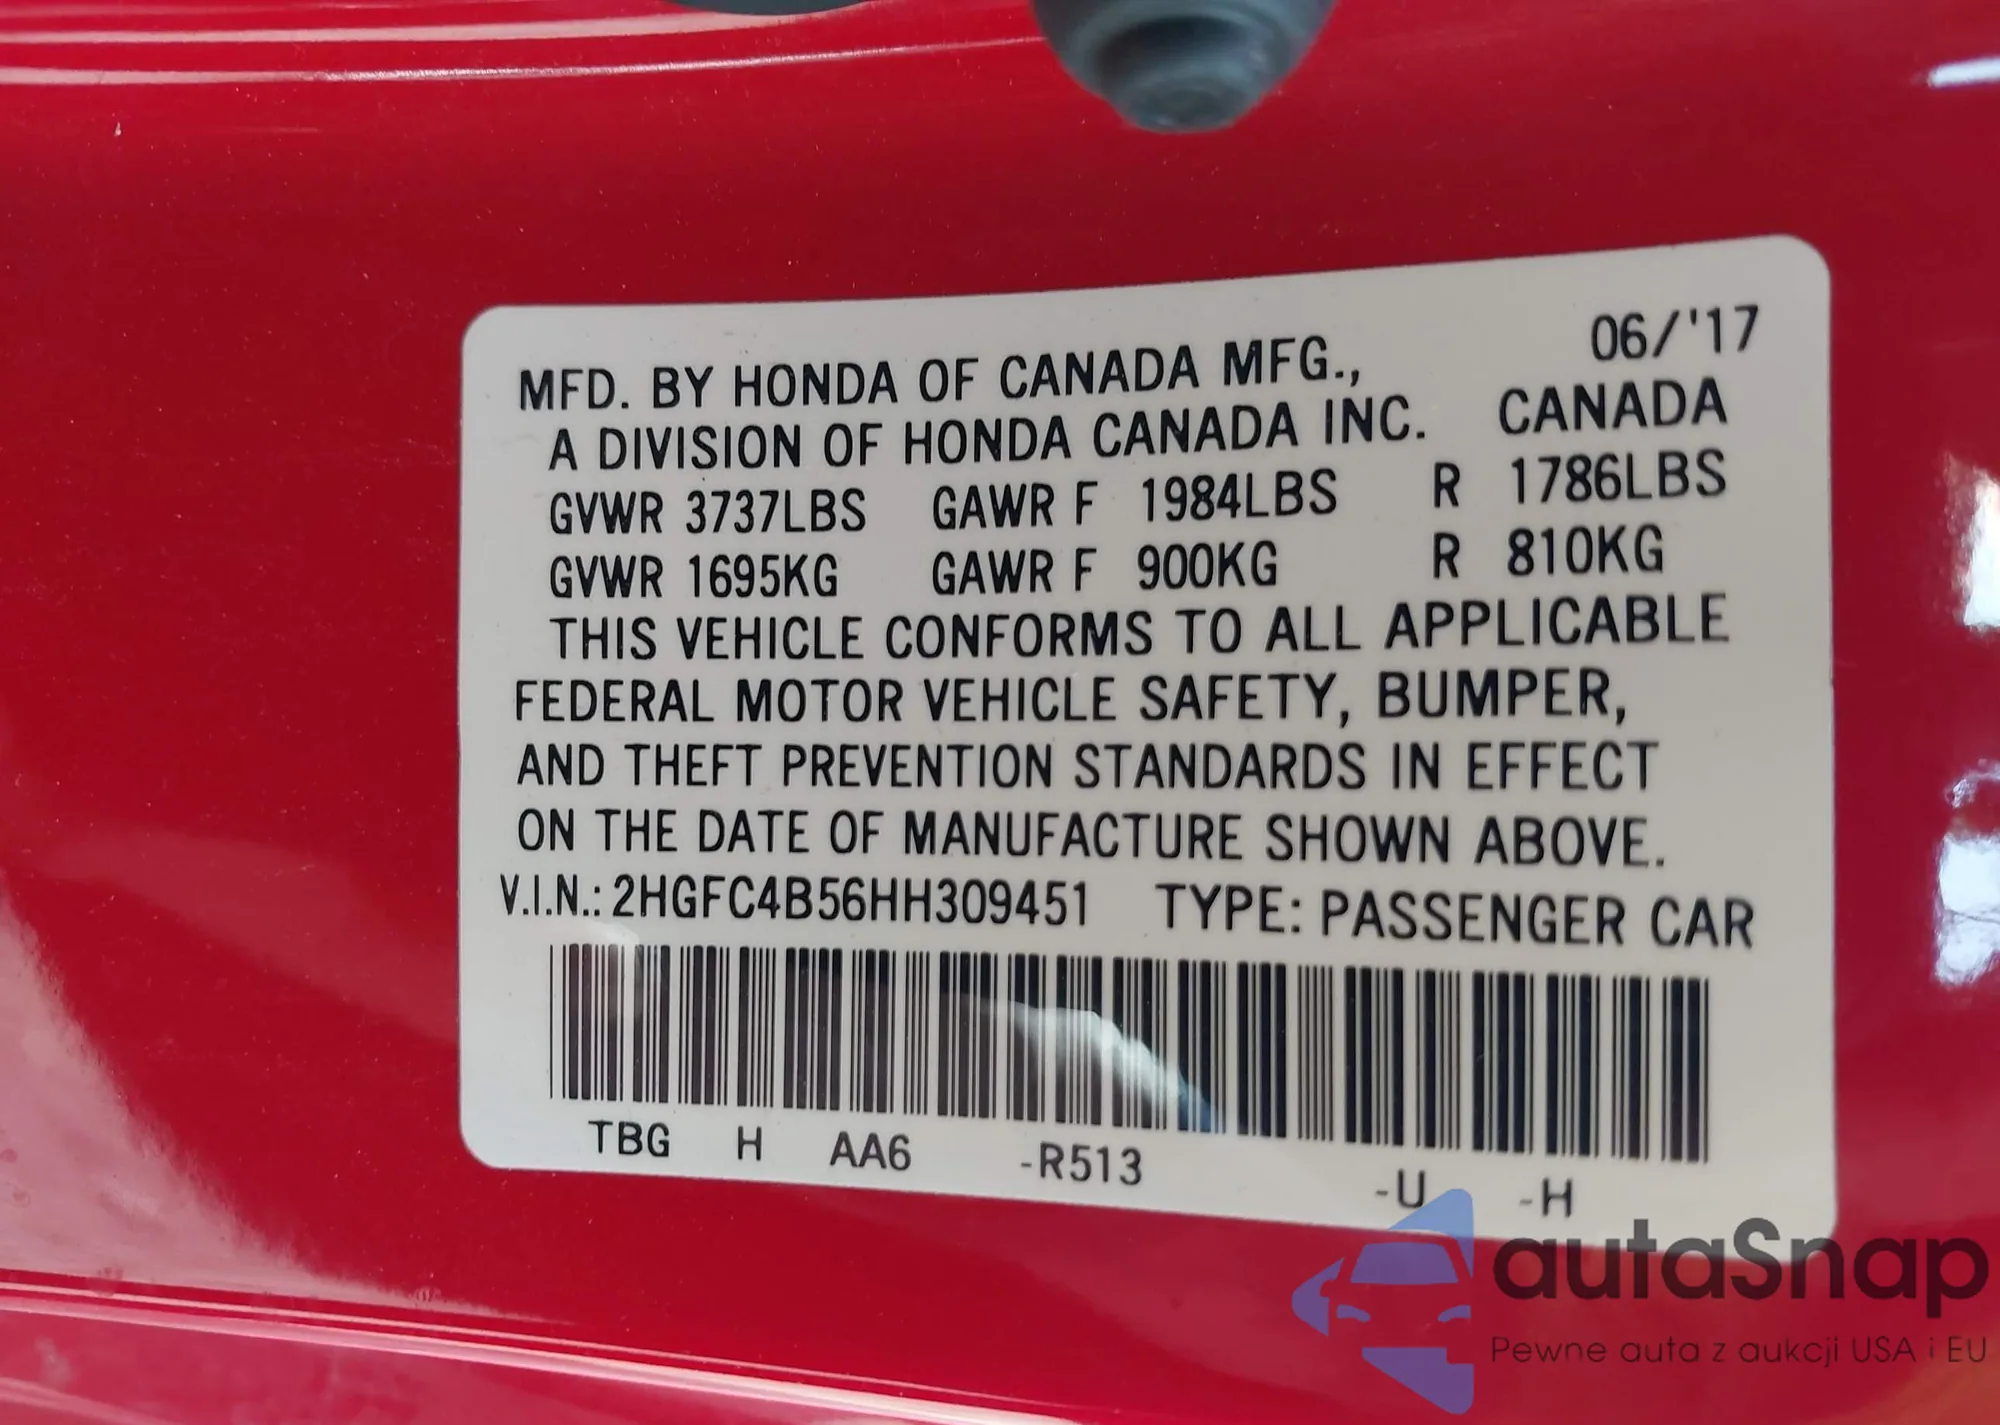 06/'17
MFD. BY HONDA OF CANADA MFG.,
A DIVISION OF HONDA CANADA INC. CANADA
GVWR 3737LBS GAWR F 1984LBS R 1786LBS
GVWR 1695KG GAWR F 900KG R 810KG
THIS VEHICLE CONFORMS TO ALL APPLICABLE
FEDERAL MOTOR VEHICLE SAFETY, BUMPER,
AND THEFT PREVENTION STANDARDS IN EFFECT
ON THE DATE OF MANUFACTURE SHOWN ABOVE.
V.I.N.: 2HGFC4B56HH309451 TYPE: PASSENGER CAR
TBG H AA6 -R513 -U -H
autaSnap
Pewne auta z aukcji USA i EU